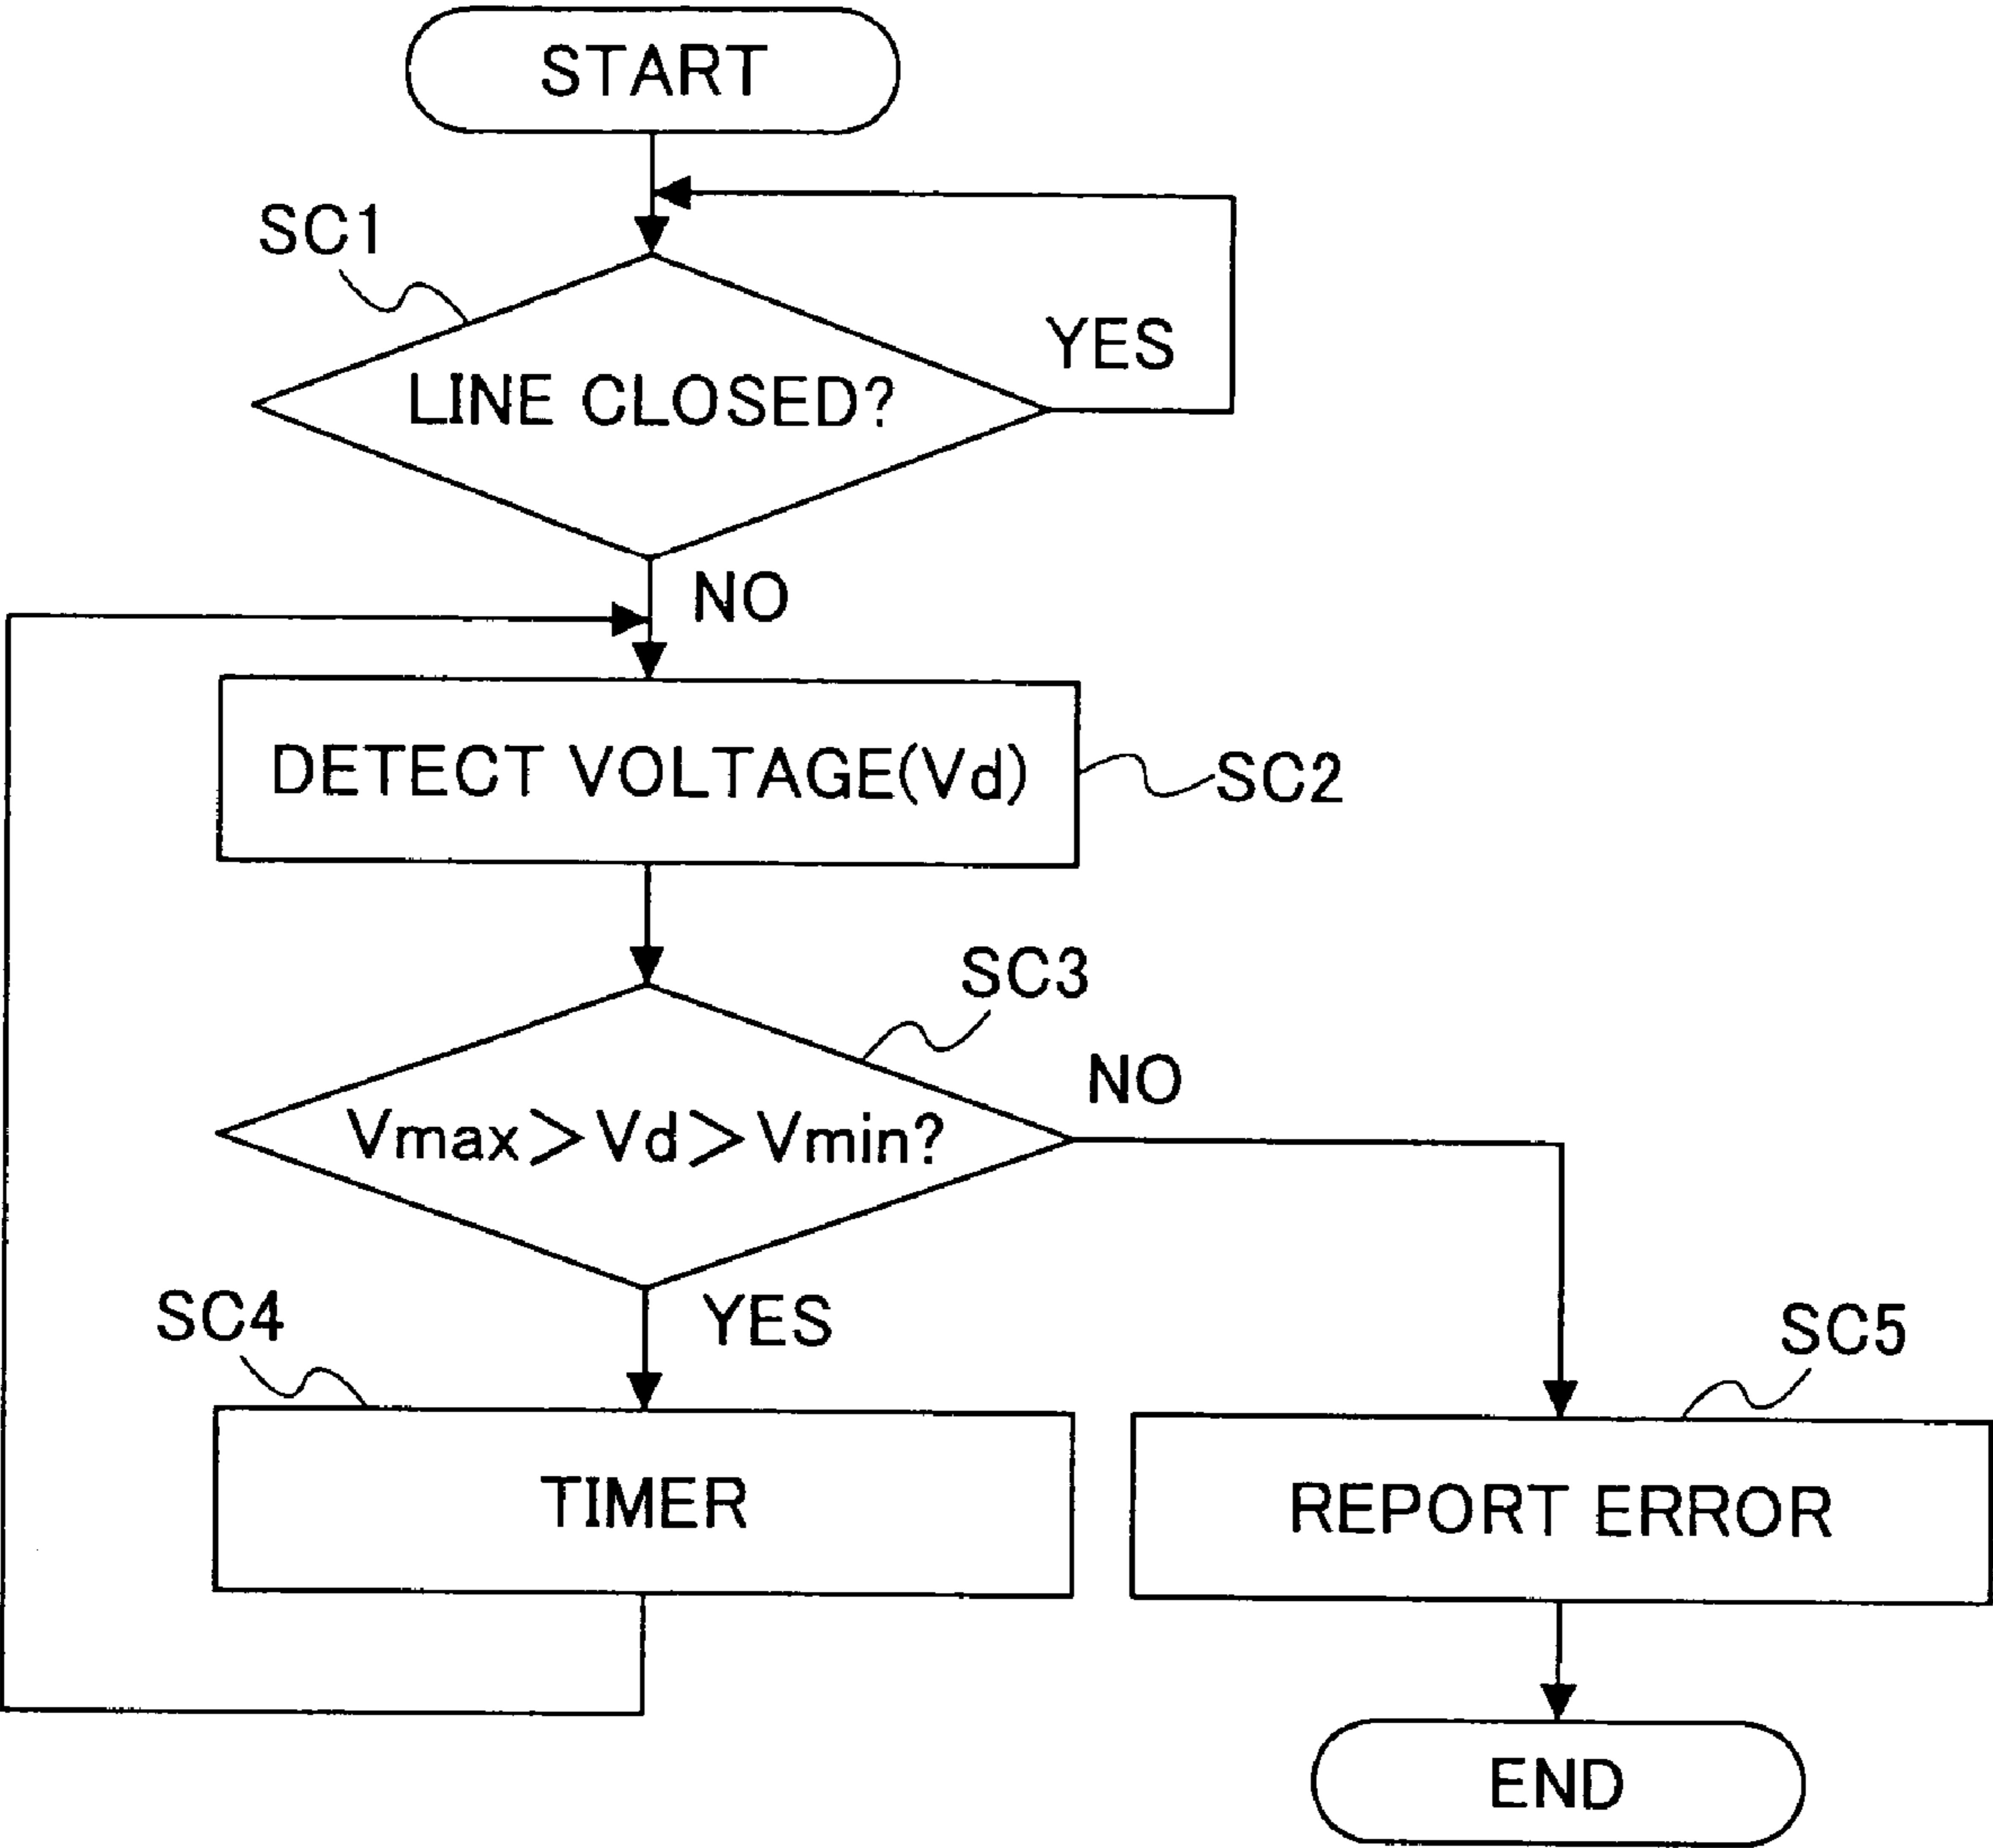 START
SC1
YES
LINE CLOSED?
NO
DETECT VOLTAGE(Vd)
SC2
SC3
NO
Vmax>Vd>Vmin?
SC4
YES
SC5
TIMER
REPORT ERROR
END